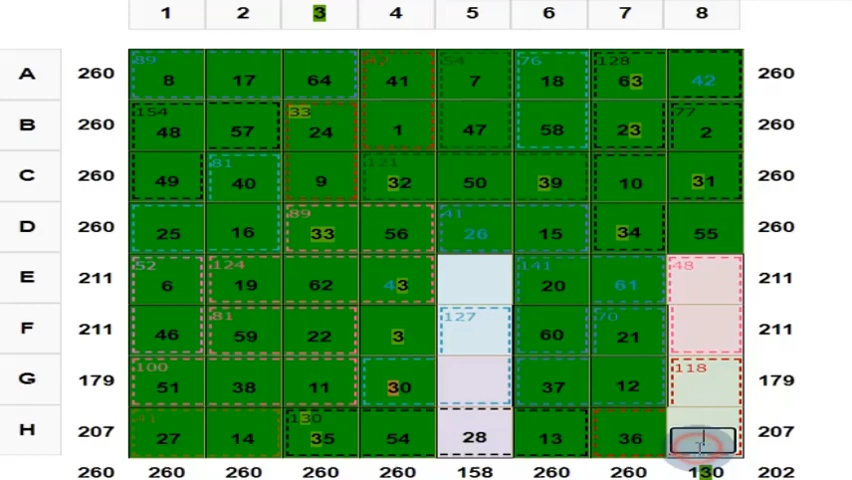 1 2 3 4 5 6 7 8
89 47 54 76 128
A 260 8 17 64 41 7 18 63 42 260
154 33 77
B 260 48 57 24 1 47 58 23 2 260
81 121
C 260 49 40 9 32 50 39 10 31 260
89 41
D 260 25 16 33 56 26 15 34 55 260
52 124 141 48
E 211 6 19 62 43 20 61 211
81 127 70
F 211 46 59 22 3 60 21 211
100 118
G 179 51 38 11 30 37 12 179
41 130
H 207 27 14 35 54 28 13 36 207
260 260 260 260 260 158 260 260 130 202